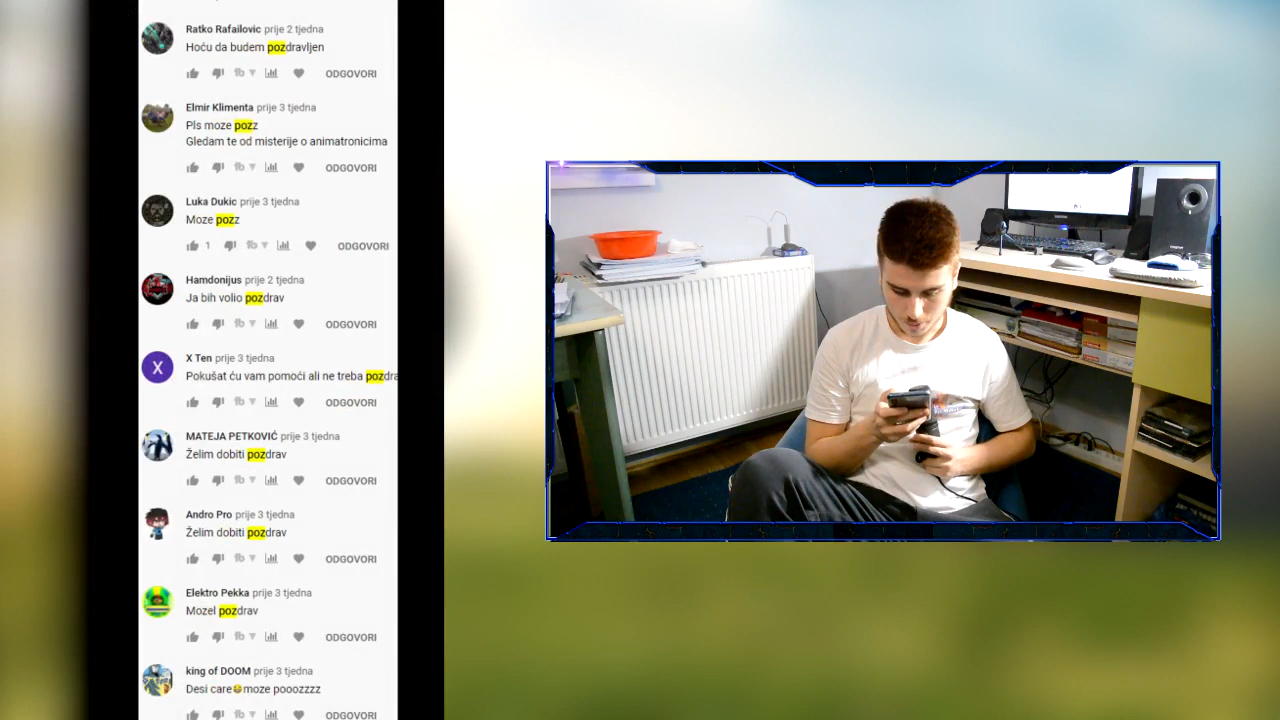 Ratko Rafailovic prije 2 tjedna
Hoću da budem pozdravljen
ODGOVORI
Elmir Klimenta prije 3 tjedna
Pls moze pozz
Gledam te od misterije o animatronicima
ODGOVORI
Luka Dukic prije 3 tjedna
Moze pozz
1 ODGOVORI
Hamdonijus prije 2 tjedna
Ja bih volio pozdrav
ODGOVORI
X
X Ten prije 3 tjedna
Pokušat ću vam pomoći ali ne treba pozdra
ODGOVORI
MATEJA PETKOVIĆ prije 3 tjedna
Želim dobiti pozdrav
ODGOVORI
Andro Pro prije 3 tjedna
Želim dobiti pozdrav
ODGOVORI
Elektro Pekka prije 3 tjedna
Mozel pozdrav
ODGOVORI
king of DOOM prije 3 tjedna
Desi care😂moze pooozzzz
ODGOVORI